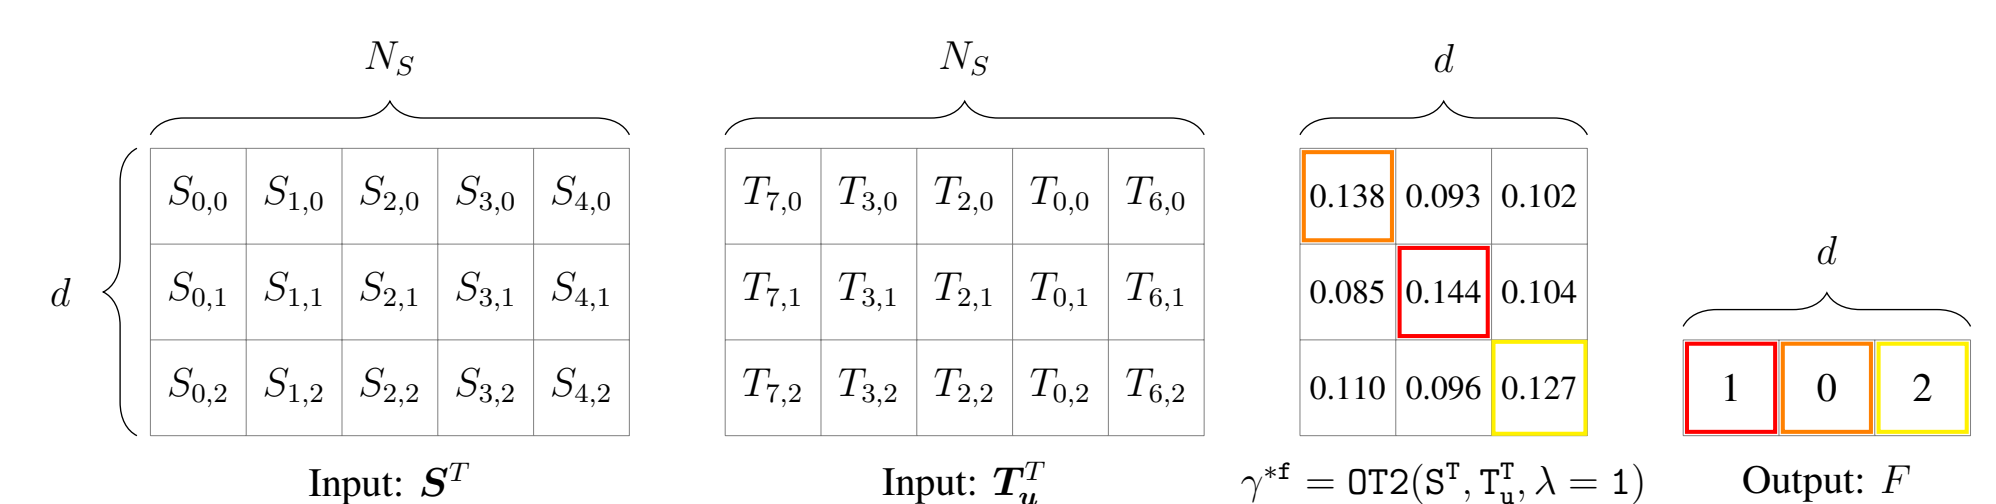 N_S N_S d
d
S_{0,0} S_{1,0} S_{2,0} S_{3,0} S_{4,0} T_{7,0} T_{3,0} T_{2,0} T_{0,0} T_{6,0} 0.138 0.093 0.102
d S_{0,1} S_{1,1} S_{2,1} S_{3,1} S_{4,1} T_{7,1} T_{3,1} T_{2,1} T_{0,1} T_{6,1} 0.085 0.144 0.104
S_{0,2} S_{1,2} S_{2,2} S_{3,2} S_{4,2} T_{7,2} T_{3,2} T_{2,2} T_{0,2} T_{6,2} 0.110 0.096 0.127 1 0 2
Input: S^T Input: T_u^T γ^{*f} = OT2(S^T, T_u^T, λ = 1) Output: F